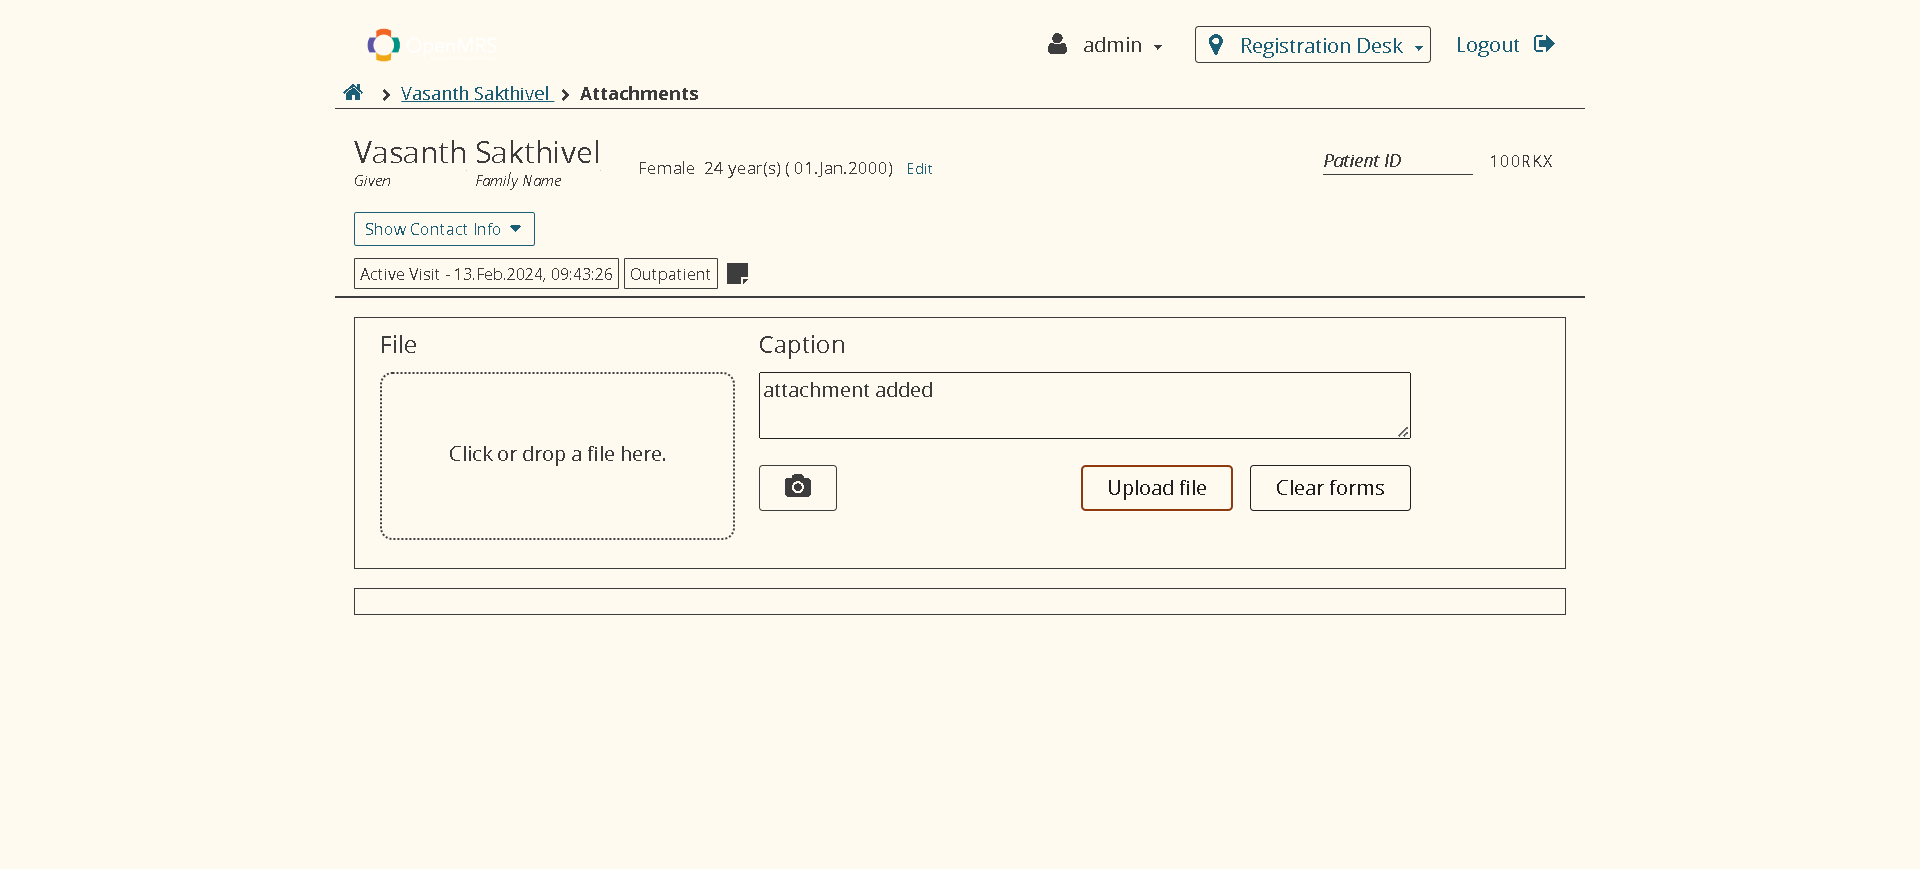 OpenMRS
admin
Registration Desk
Logout
Vasanth Sakthivel
Attachments
Vasanth Sakthivel
Given Family Name
Female 24 year(s) ( 01.Jan.2000) Edit
Patient ID 100RKX
Show Contact Info
Active Visit - 13.Feb.2024, 09:43:26 Outpatient
File
Click or drop a file here.
Caption
attachment added
Upload file
Clear forms